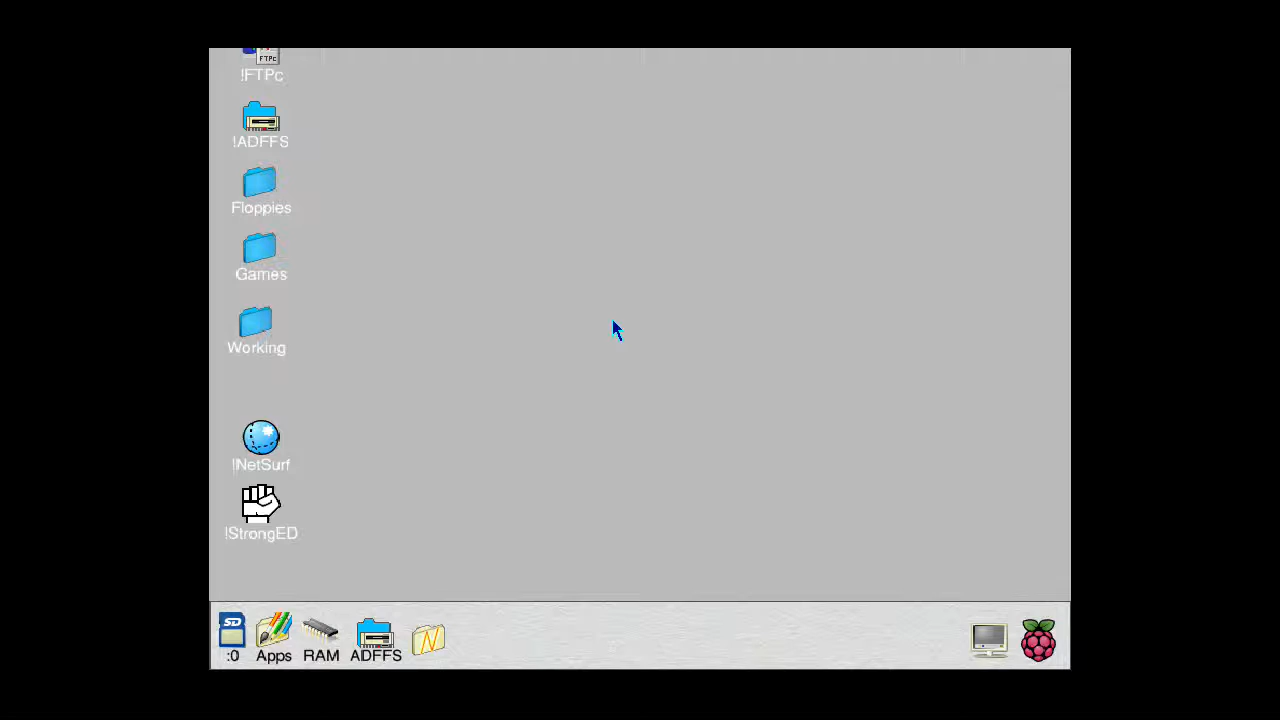 FTPc
!FTPc
!ADFFS
Floppies
Games
Working
!NetSurf
!StrongED
SD
:0
Apps
RAM
ADFFS